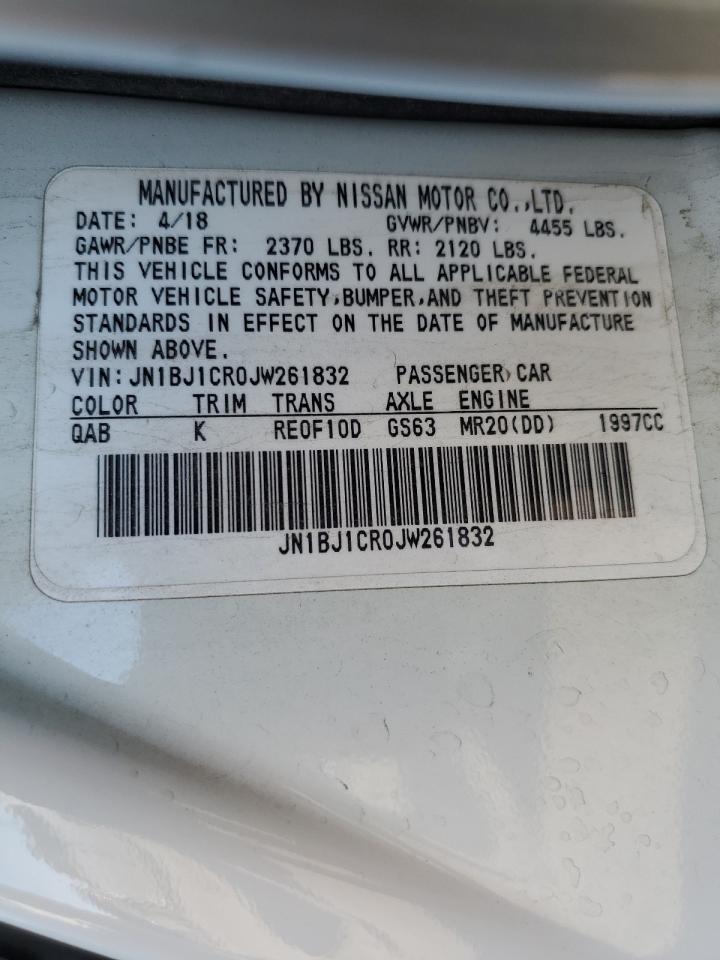 MANUFACTURED BY NISSAN MOTOR CO.,LTD.
DATE: 4/18 GVWR/PNBV: 4455 LBS.
GAWR/PNBE FR: 2370 LBS. RR: 2120 LBS.
THIS VEHICLE CONFORMS TO ALL APPLICABLE FEDERAL
MOTOR VEHICLE SAFETY,BUMPER,AND THEFT PREVENTION
STANDARDS IN EFFECT ON THE DATE OF MANUFACTURE
SHOWN ABOVE.
VIN:JN1BJ1CR0JW261832 PASSENGER CAR
COLOR TRIM TRANS AXLE ENGINE
QAB K RE0F10D GS63 MR20(DD) 1997CC
JN1BJ1CR0JW261832